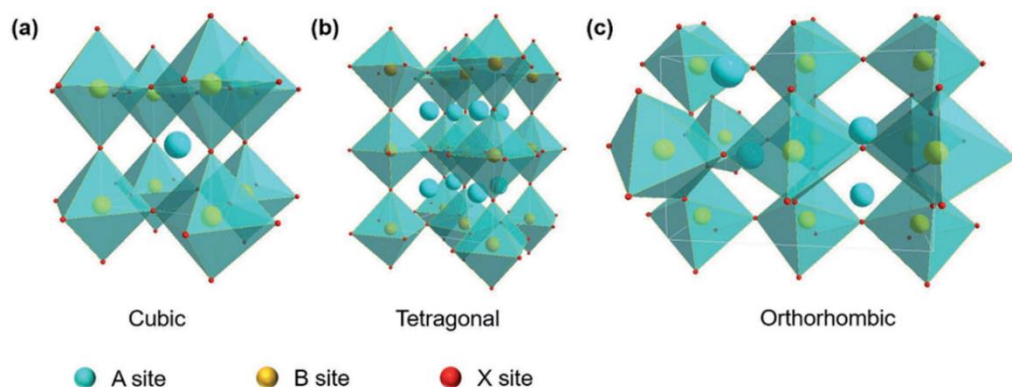 (a)
(b)
(c)
Cubic
Tetragonal
Orthorhombic
A site
B site
X site